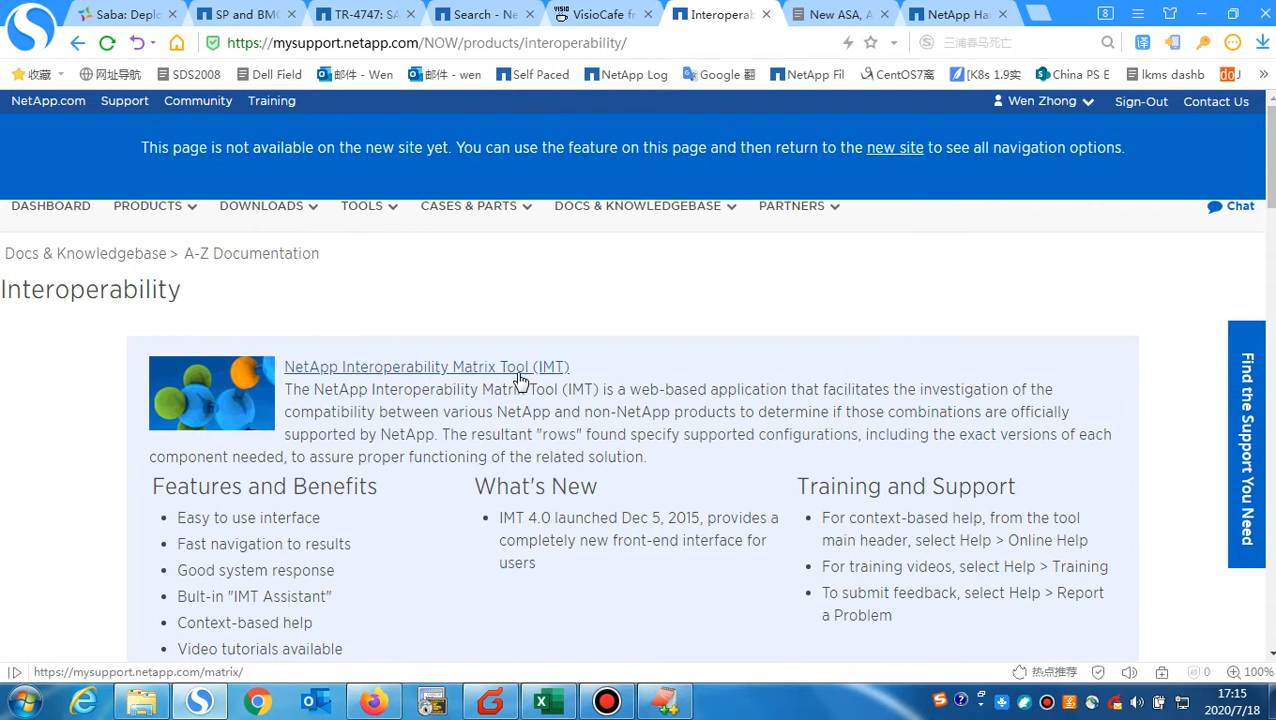 Saba: Deplo
SP and BMC
TR-4747: SA
Search - Ne
VISIO VisioCafe fr
Interoperab
New ASA, A
NetApp Ha
8
https://mysupport.netapp.com/NOW/products/interoperability/
三浦春马死亡
收藏 网址导航 SDS2008 Dell Field 邮件 - Wen 邮件 - wen Self Paced NetApp Log Google 翻 NetApp Fil CentOS7离 [K8s 1.9实 China PS E lkms dashb
NetApp.com Support Community Training
Wen Zhong Sign-Out Contact Us
This page is not available on the new site yet. You can use the feature on this page and then return to the new site to see all navigation options.
DASHBOARD PRODUCTS DOWNLOADS TOOLS CASES & PARTS DOCS & KNOWLEDGEBASE PARTNERS
Chat
Docs & Knowledgebase > A-Z Documentation
Interoperability
NetApp Interoperability Matrix Tool (IMT)
The NetApp Interoperability Matrix Tool (IMT) is a web-based application that facilitates the investigation of the
compatibility between various NetApp and non-NetApp products to determine if those combinations are officially
supported by NetApp. The resultant "rows" found specify supported configurations, including the exact versions of each
component needed, to assure proper functioning of the related solution.
Features and Benefits
• Easy to use interface
• Fast navigation to results
• Good system response
• Bult-in "IMT Assistant"
• Context-based help
• Video tutorials available
What's New
• IMT 4.0 launched Dec 5, 2015, provides a
completely new front-end interface for
users
Training and Support
• For context-based help, from the tool
main header, select Help > Online Help
• For training videos, select Help > Training
• To submit feedback, select Help > Report
a Problem
Find the Support You Need
https://mysupport.netapp.com/matrix/
热点推荐
0
100%
17:15
2020/7/18